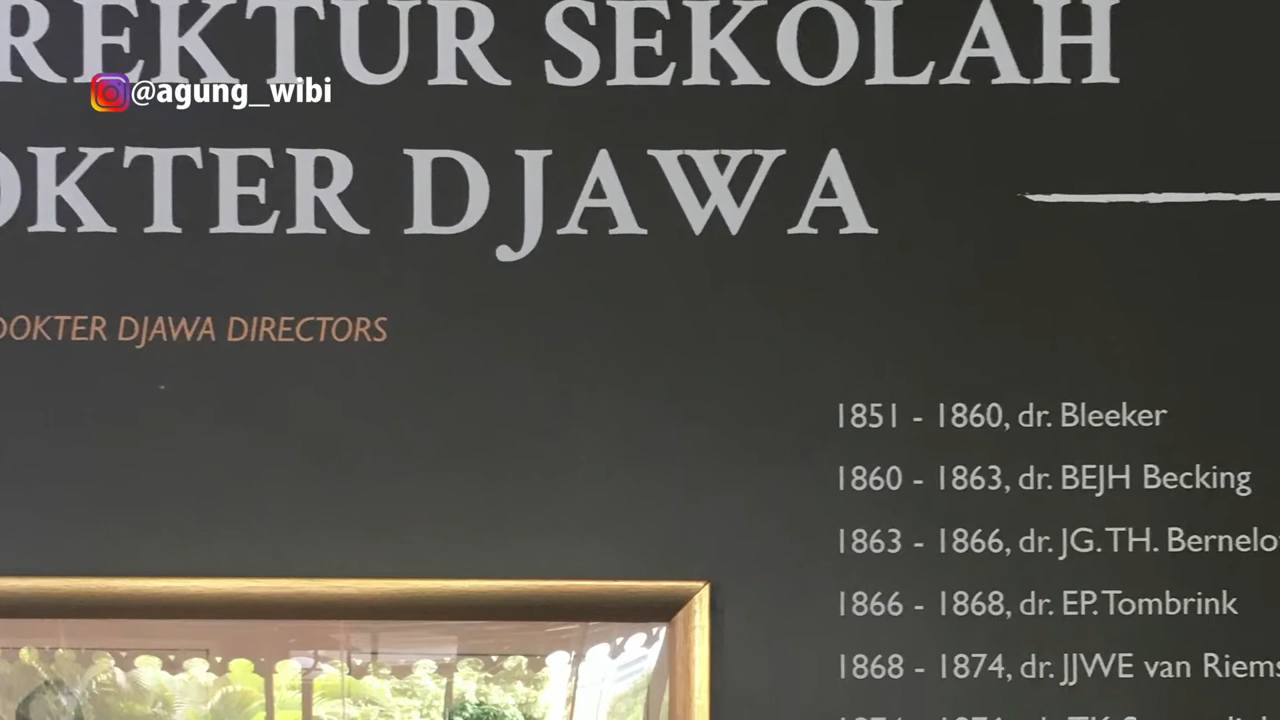 REKTUR SEKOLAH
@agung_wibi
OKTER DJAWA
DOKTER DJAWA DIRECTORS
1851 - 1860, dr. Bleeker
1860 - 1863, dr. BEJH Becking
1863 - 1866, dr. JG. TH. Bernelo
1866 - 1868, dr. EP. Tombrink
1868 - 1874, dr. JJWE van Riems